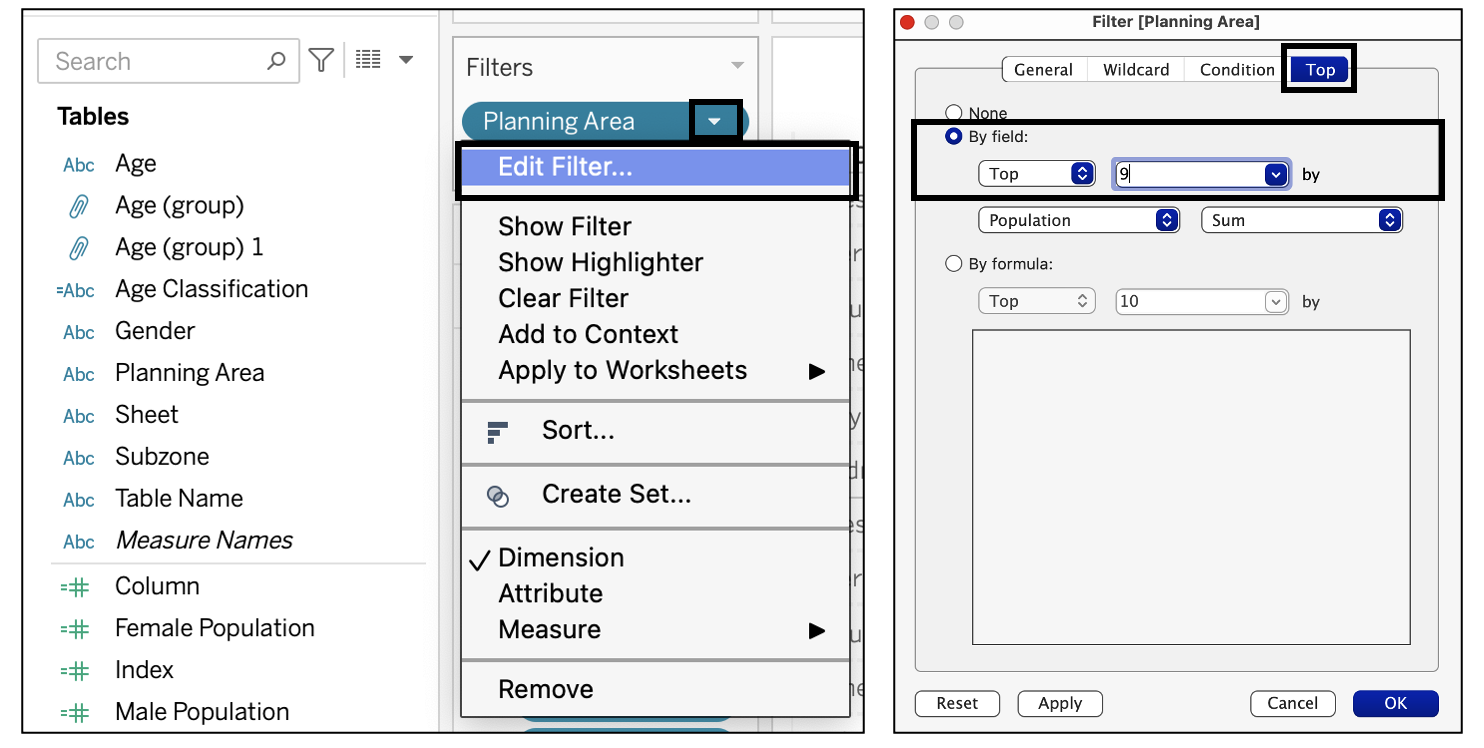 Search
Tables
Abc Age
Age (group)
Age (group) 1
=Abc Age Classification
Abc Gender
Abc Planning Area
Abc Sheet
Abc Subzone
Abc Table Name
Abc Measure Names
=# Column
=# Female Population
=# Index
=# Male Population
Filters
Planning Area
Edit Filter...
Show Filter
Show Highlighter
Clear Filter
Add to Context
Apply to Worksheets
Sort...
Create Set...
Dimension
Attribute
Measure
Remove
Filter [Planning Area]
General Wildcard Condition Top
None
By field:
Top 9 by
Population Sum
By formula:
Top 10 by
Reset Apply Cancel OK